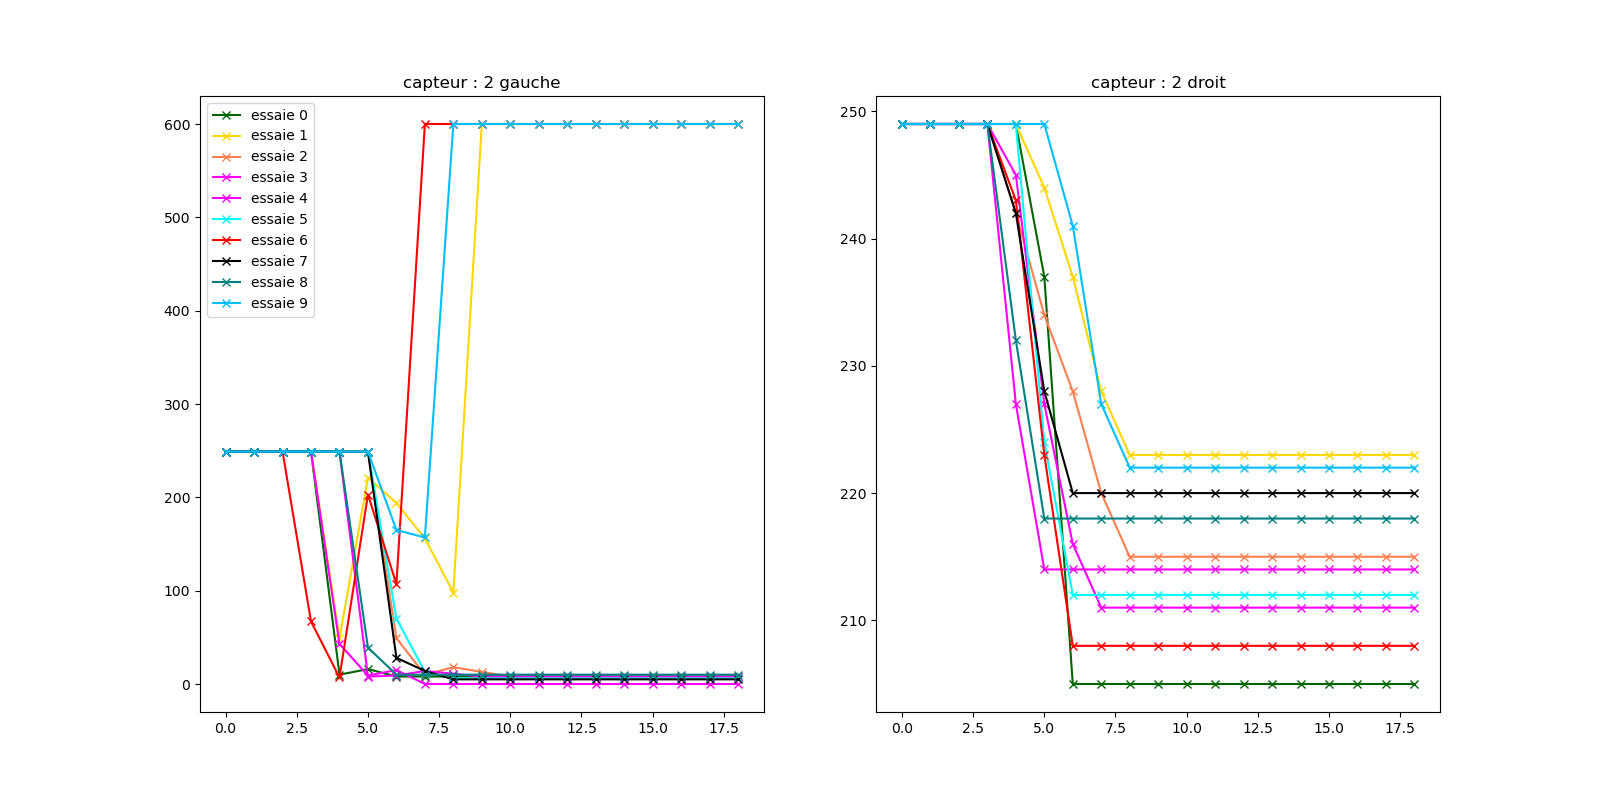 capteur : 2 gauche
600
500
400
300
200
100
0
0.0 2.5 5.0 7.5 10.0 12.5 15.0 17.5
essaie 0
essaie 1
essaie 2
essaie 3
essaie 4
essaie 5
essaie 6
essaie 7
essaie 8
essaie 9
capteur : 2 droit
250
240
230
220
210
0.0 2.5 5.0 7.5 10.0 12.5 15.0 17.5